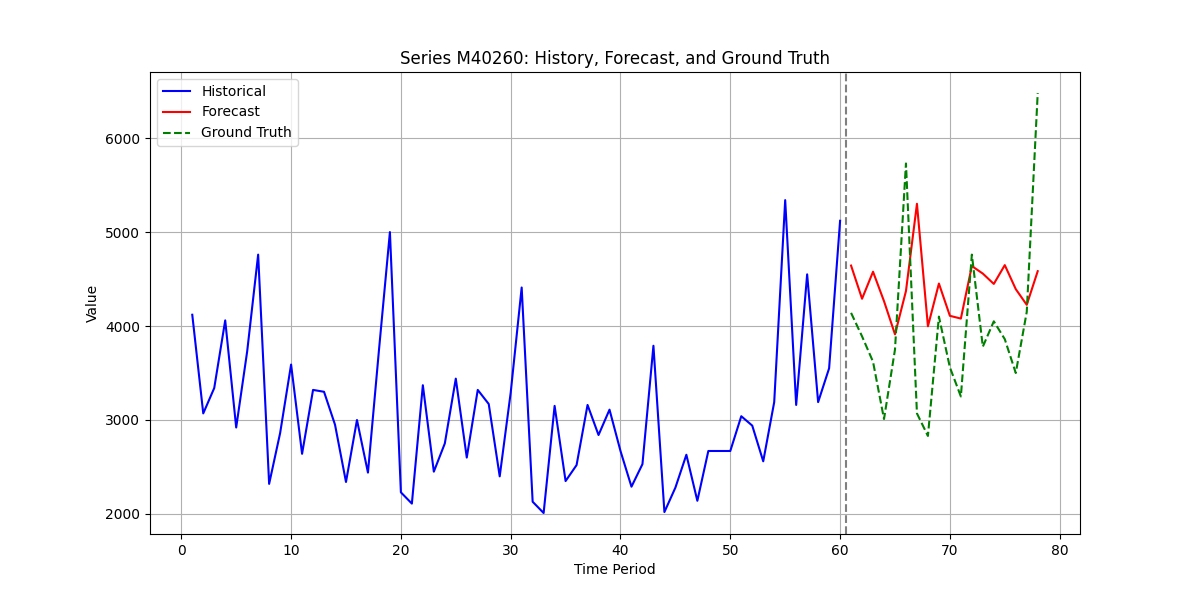 Series M40260: History, Forecast, and Ground Truth
Historical
Forecast
Ground Truth
Value
6000
5000
4000
3000
2000
0 10 20 30 40 50 60 70 80
Time Period